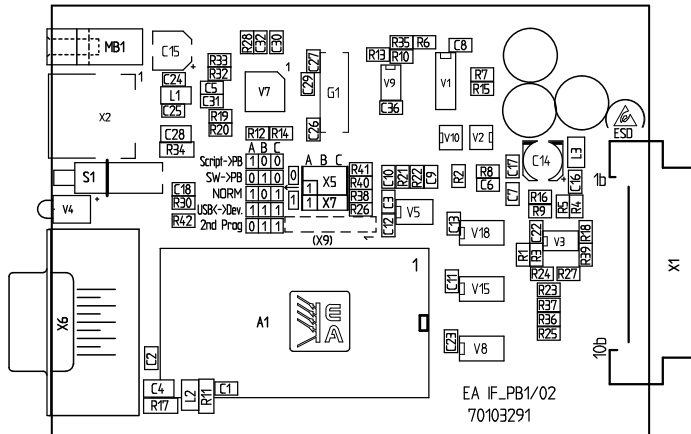 MB1
C15
R28
C32
C30
R35
R6
C8
R13
R10
C27
R33
R32
1
1
C24
C5
V7
C29
G1
V9
V1
R7
R15
X2
L1
C31
C25
R19
C36
R20
C28
R12
R14
C26
V10
V2
ESD
R34
A B C
A B C
L3
Script->PB 1 0 0
C14
SW->PB 1 0 0
0
X5
R41
C10
R21
R22
C9
R2
R8
C17
S1
R40
C6
C16
1b
NORM 1 0 1
1
C18
R38
C3
C7
R16
R5
R4
R30
1
X7
V4
USB<->Dev. 1 1 1
R26
V5
R9
R42
2nd Prog 0 1 1
C12
C13
V18
C22
V3
R18
(X9)
1
R1
R3
R39
X1
1
R24
R27
X6
A1
EA
C11
V15
R23
R37
R36
R25
C2
C23
V8
10b
C4
L2
R11
C1
EA IF_PB1/02
R17
70103291